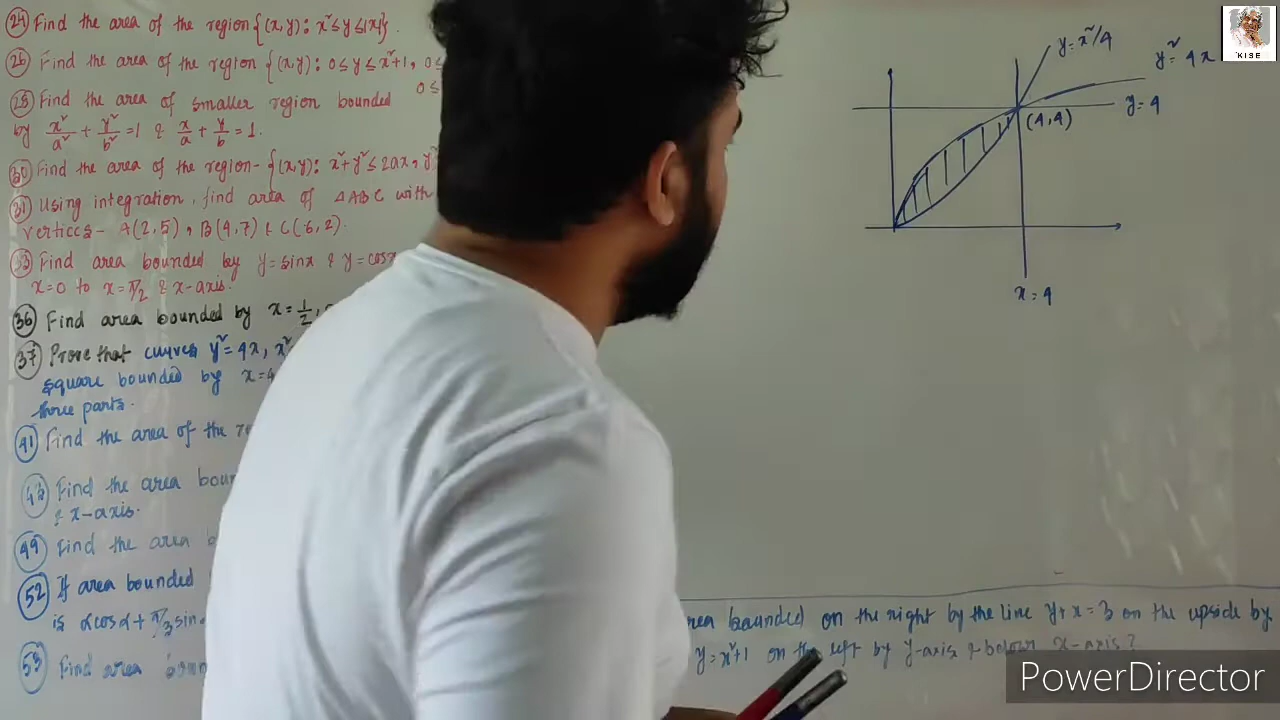 24 Find the area of the region {(x,y): x² ≤ y ≤ |x|}.
26 Find the area of the region {(x,y): 0 ≤ y ≤ x²+1, 0 ≤
0 ≤
28 Find the area of smaller region bounded
by x²/a² + y²/b² = 1 & x/a + y/b = 1.
30 Find the area of the region- {(x,y): x²+y² ≤ 2ax, y²
31 Using integration, find area of △ABC with
vertices- A(2,5), B(4,7) & C(6,2).
33 Find area bounded by y=sinx & y=cosx
x=0 to x=π/2 & x-axis.
36 Find area bounded by x=1/2,
37 Prove that curves y²=4x, x²
square bounded by x=4
three parts.
41 Find the area of the
43 Find the area boun
& x-axis.
49 Find the area b
52 If area bounded
is αcosα + π/3 sin
53 Find area boun
y=x²/4
y²=4x
y=4
(4,4)
x=4
rea bounded on the right by the line y+x=3 on the upside by
y=x²+1 on the left by y-axis & below x-axis?
KISE
PowerDirector